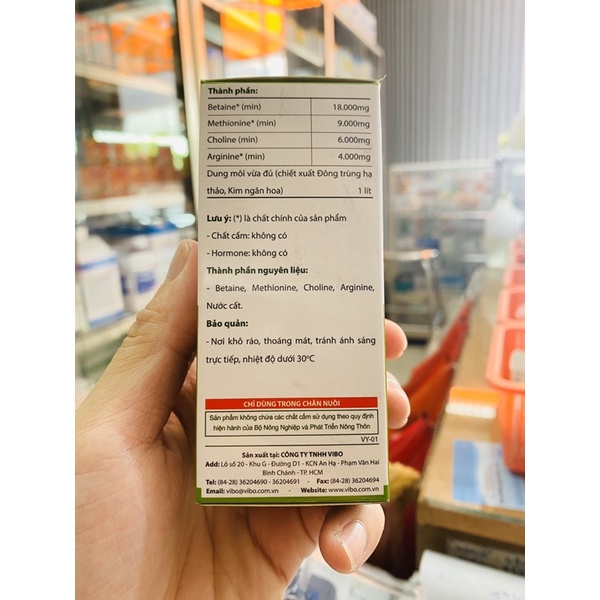 Thành phần:
Betaine* (min) 18.000mg
Methionine* (min) 9.000mg
Choline (min) 6.000mg
Arginine* (min) 4.000mg
Dung môi vừa đủ (chiết xuất Đông trùng hạ
thảo, Kim ngân hoa) 1 lít
Lưu ý: (*) là chất chính của sản phẩm
- Chất cấm: không có
- Hormone: không có
Thành phần nguyên liệu:
- Betaine, Methionine, Choline, Arginine,
Nước cất.
Bảo quản:
- Nơi khô ráo, thoáng mát, tránh ánh sáng
trực tiếp, nhiệt độ dưới 30°C
CHỈ DÙNG TRONG CHĂN NUÔI
Sản phẩm không chứa các chất cấm sử dụng theo quy định
hiện hành của Bộ Nông Nghiệp và Phát Triển Nông Thôn
VY-01
Sản xuất tại: CÔNG TY TNHH VIBO
Add: Lô số 20 - Khu G - Đường D1 - KCN An Hạ - Phạm Văn Hai
Bình Chánh - TP. HCM
Tel: (84-28) 36204690 - 36204691 - Fax: (84-28) 36204694
Email: vibo@vibo.com.vn - Website: www.vibo.com.vn